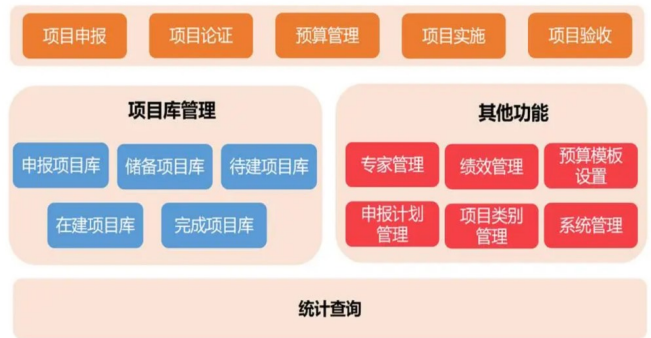 项目申报 项目论证 预算管理 项目实施 项目验收
项目库管理
申报项目库 储备项目库 待建项目库
在建项目库 完成项目库
其他功能
专家管理 绩效管理 预算模板
设置
申报计划
管理 项目类别
管理 系统管理
统计查询